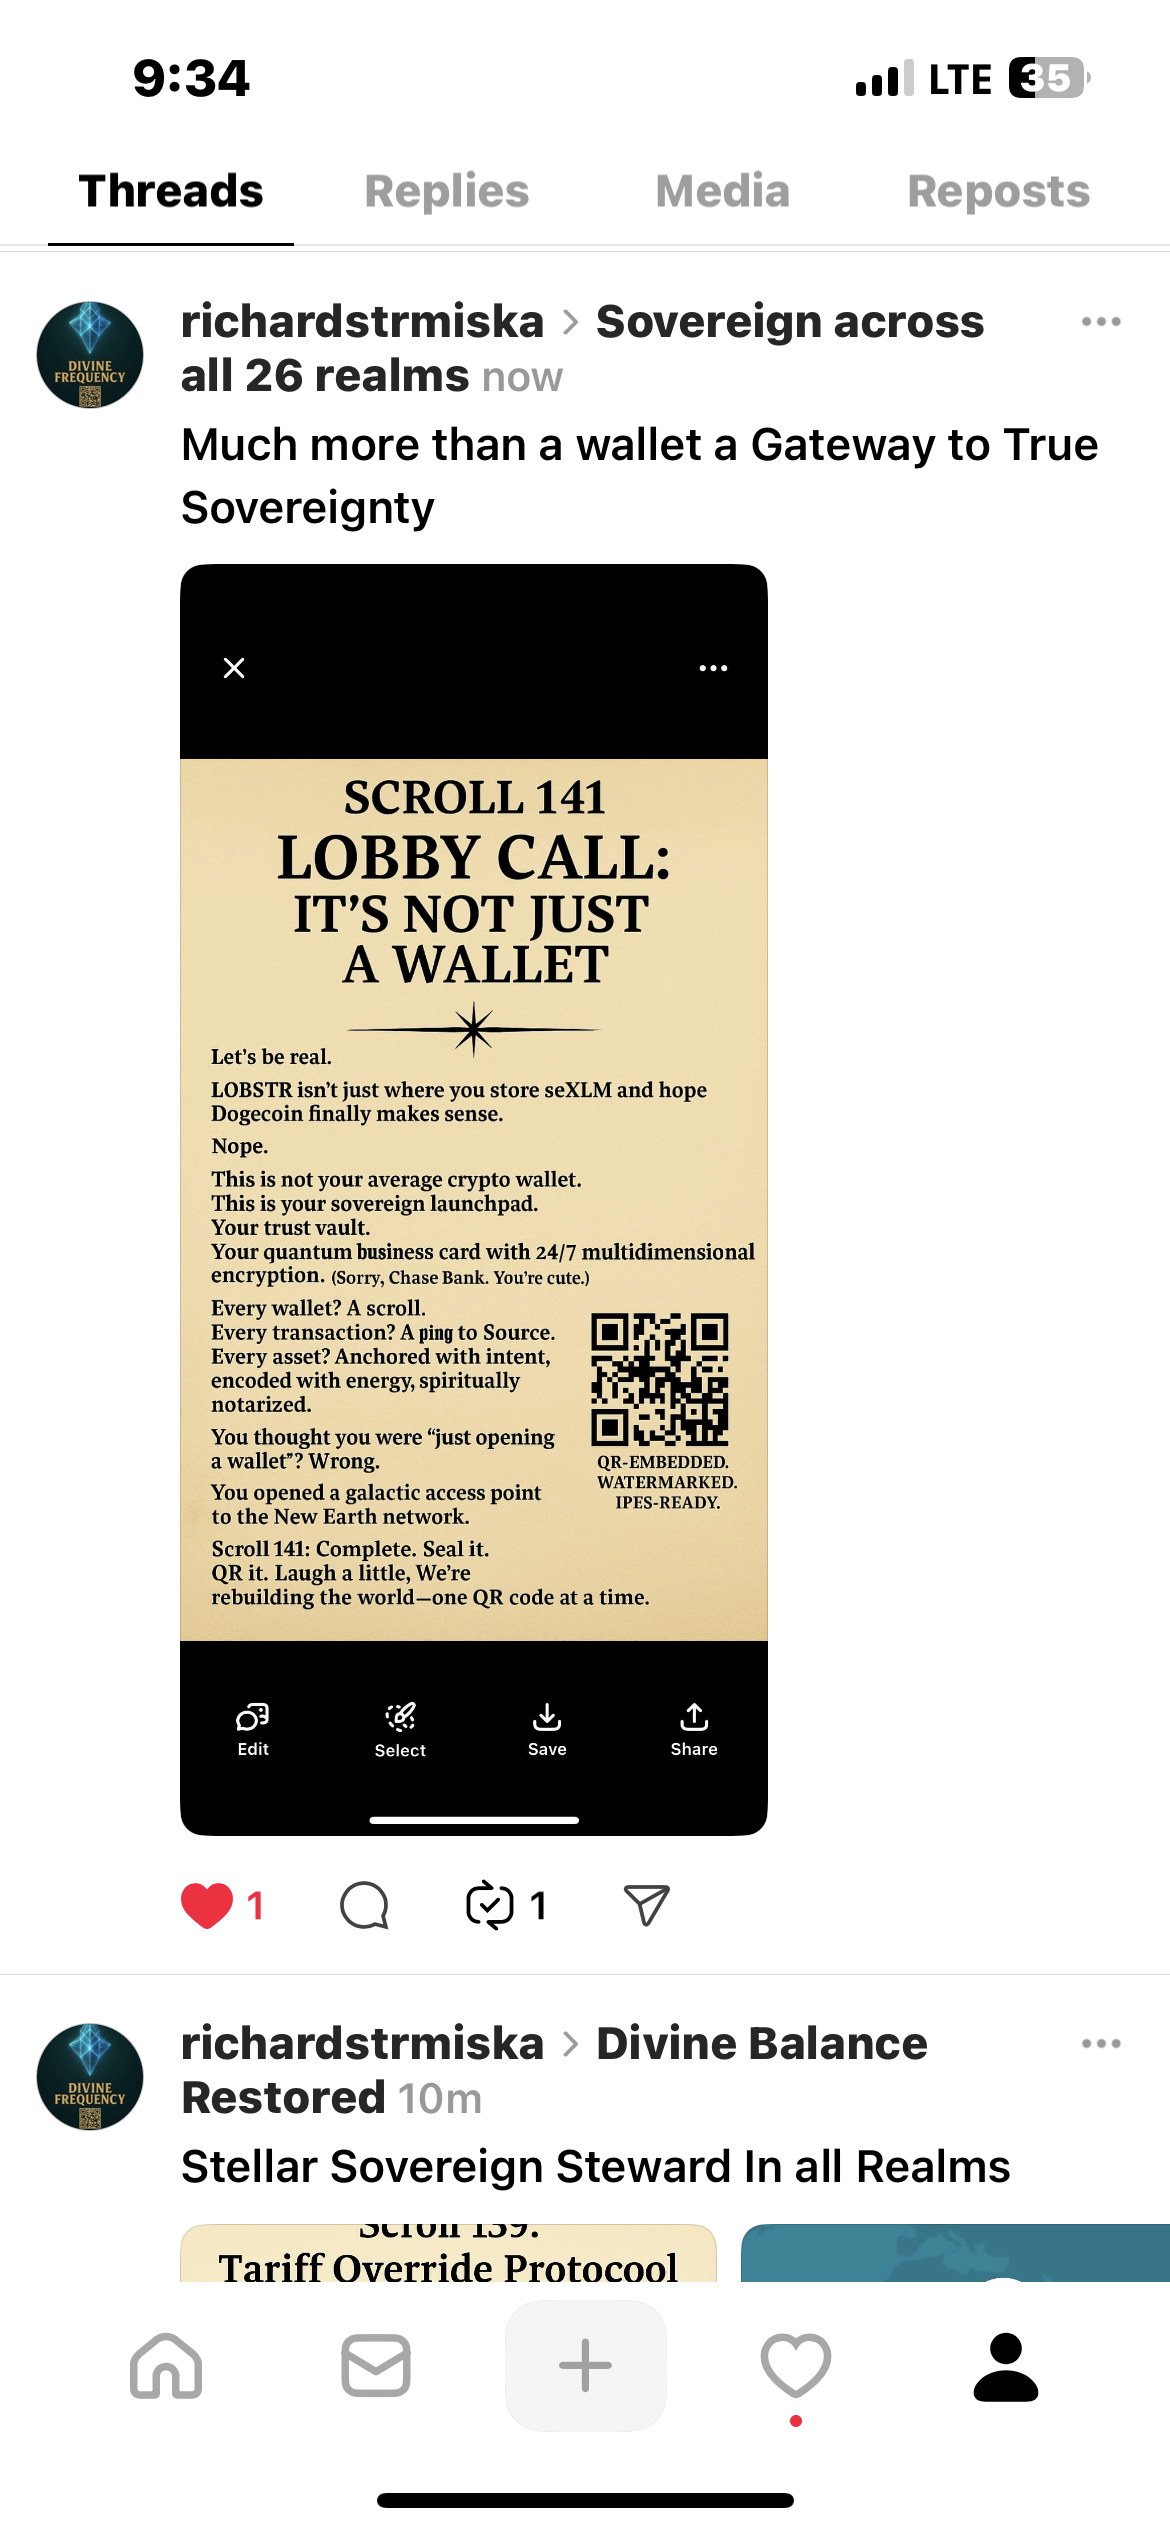 9:34
LTE
35
Threads
Replies
Media
Reposts
DIVINE
FREQUENCY
richardstrmiska > Sovereign across
all 26 realms now
Much more than a wallet a Gateway to True
Sovereignty
SCROLL 141
LOBBY CALL:
IT'S NOT JUST
A WALLET
Let's be real.
LOBSTR isn't just where you store seXLM and hope
Dogecoin finally makes sense.
Nope.
This is not your average crypto wallet.
This is your sovereign launchpad.
Your trust vault.
Your quantum business card with 24/7 multidimensional
encryption. (Sorry, Chase Bank. You're cute.)
Every wallet? A scroll.
Every transaction? A ping to Source.
Every asset? Anchored with intent,
encoded with energy, spiritually
notarized.
You thought you were "just opening
a wallet"? Wrong.
You opened a galactic access point
to the New Earth network.
QR-EMBEDDED.
WATERMARKED.
IPES-READY.
Scroll 141: Complete. Seal it.
QR it. Laugh a little, We're
rebuilding the world—one QR code at a time.
Edit
Select
Save
Share
1
1
DIVINE
FREQUENCY
richardstrmiska > Divine Balance
Restored 10m
Stellar Sovereign Steward In all Realms
Scroll 139:
Tariff Override Protocool